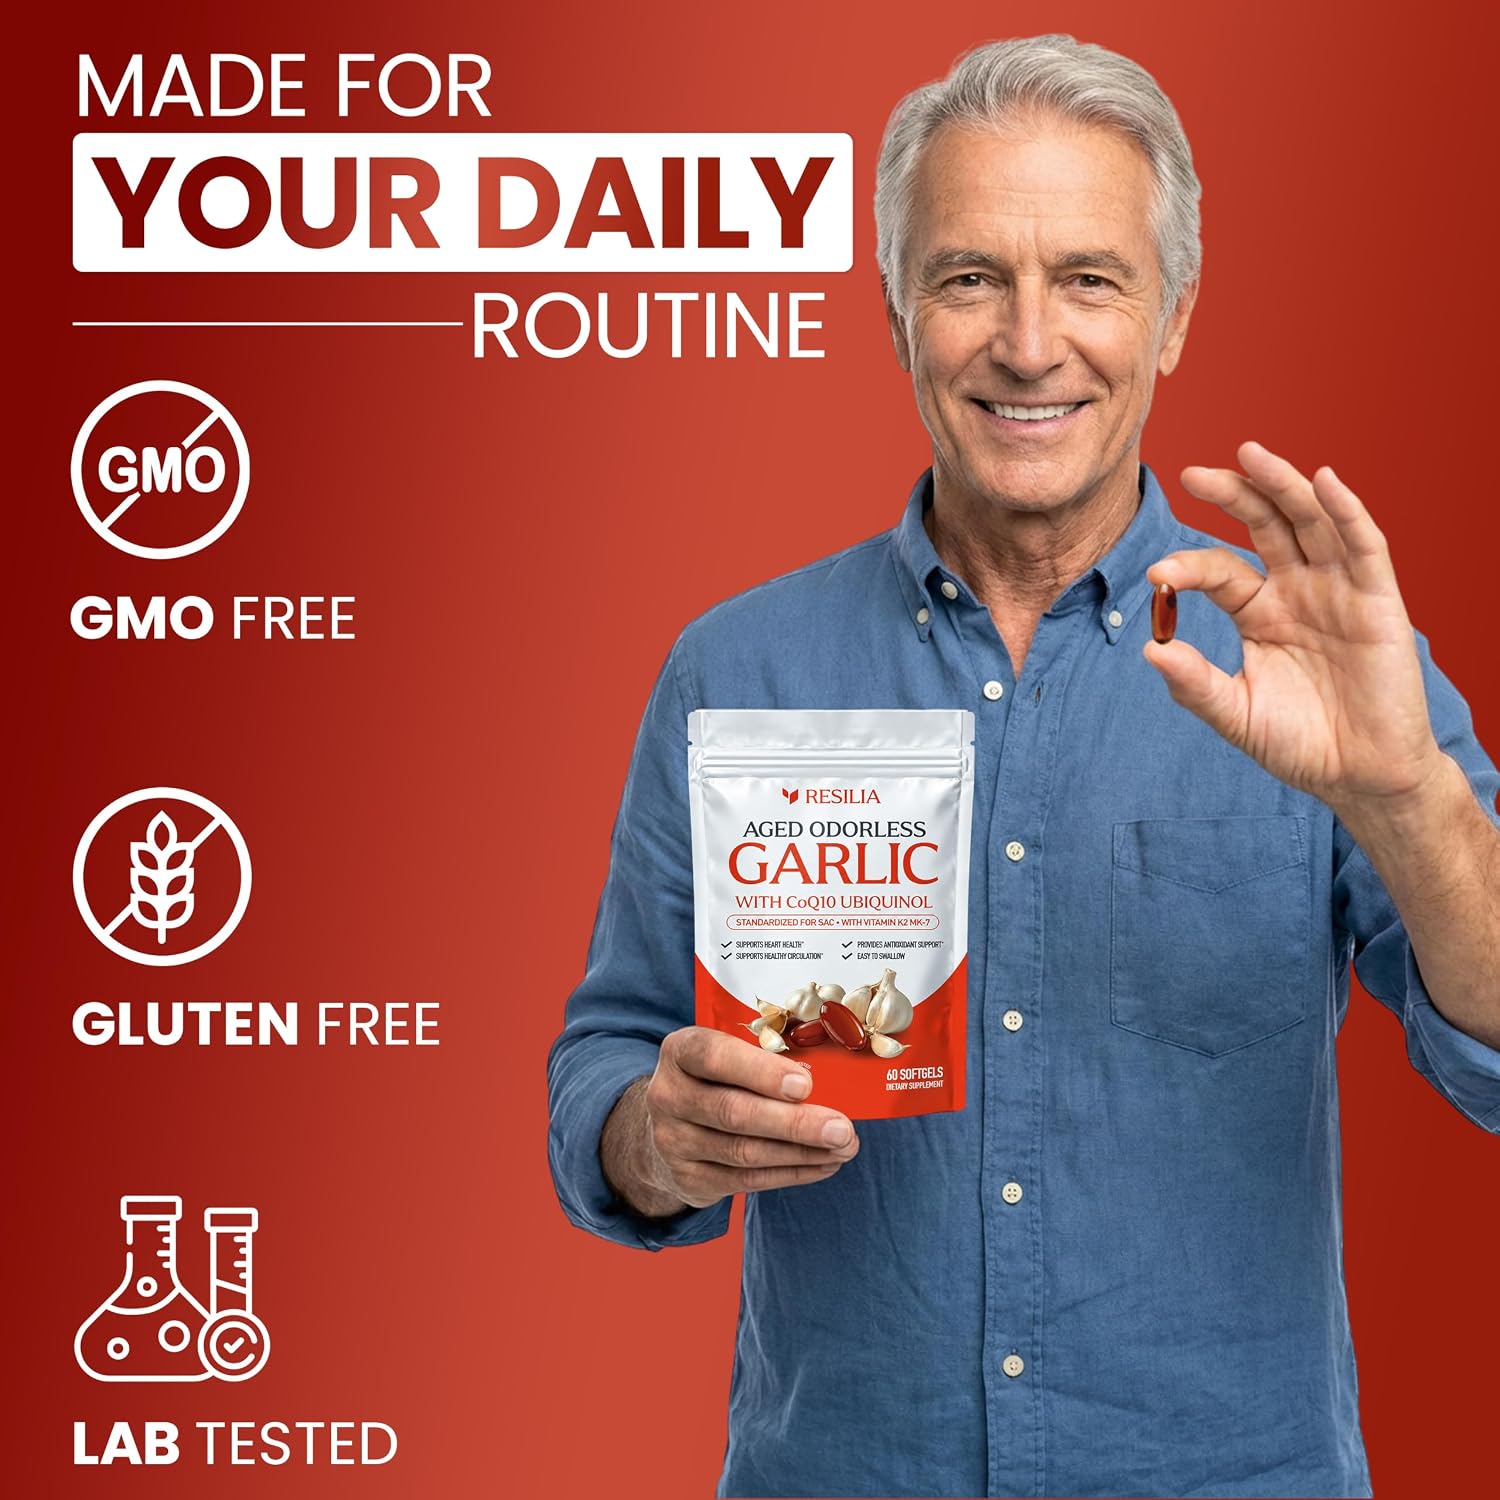 MADE FOR
YOUR DAILY
ROUTINE
GMO
GMO FREE
GLUTEN FREE
LAB TESTED
RESILIA
AGED ODORLESS
GARLIC
WITH CoQ10 UBIQUINOL
STANDARDIZED FOR SAC • WITH VITAMIN K2 MK-7
SUPPORTS HEART HEALTH*
SUPPORTS HEALTHY CIRCULATION*
PROVIDES ANTIOXIDANT SUPPORT*
EASY TO SWALLOW
60 SOFTGELS
DIETARY SUPPLEMENT